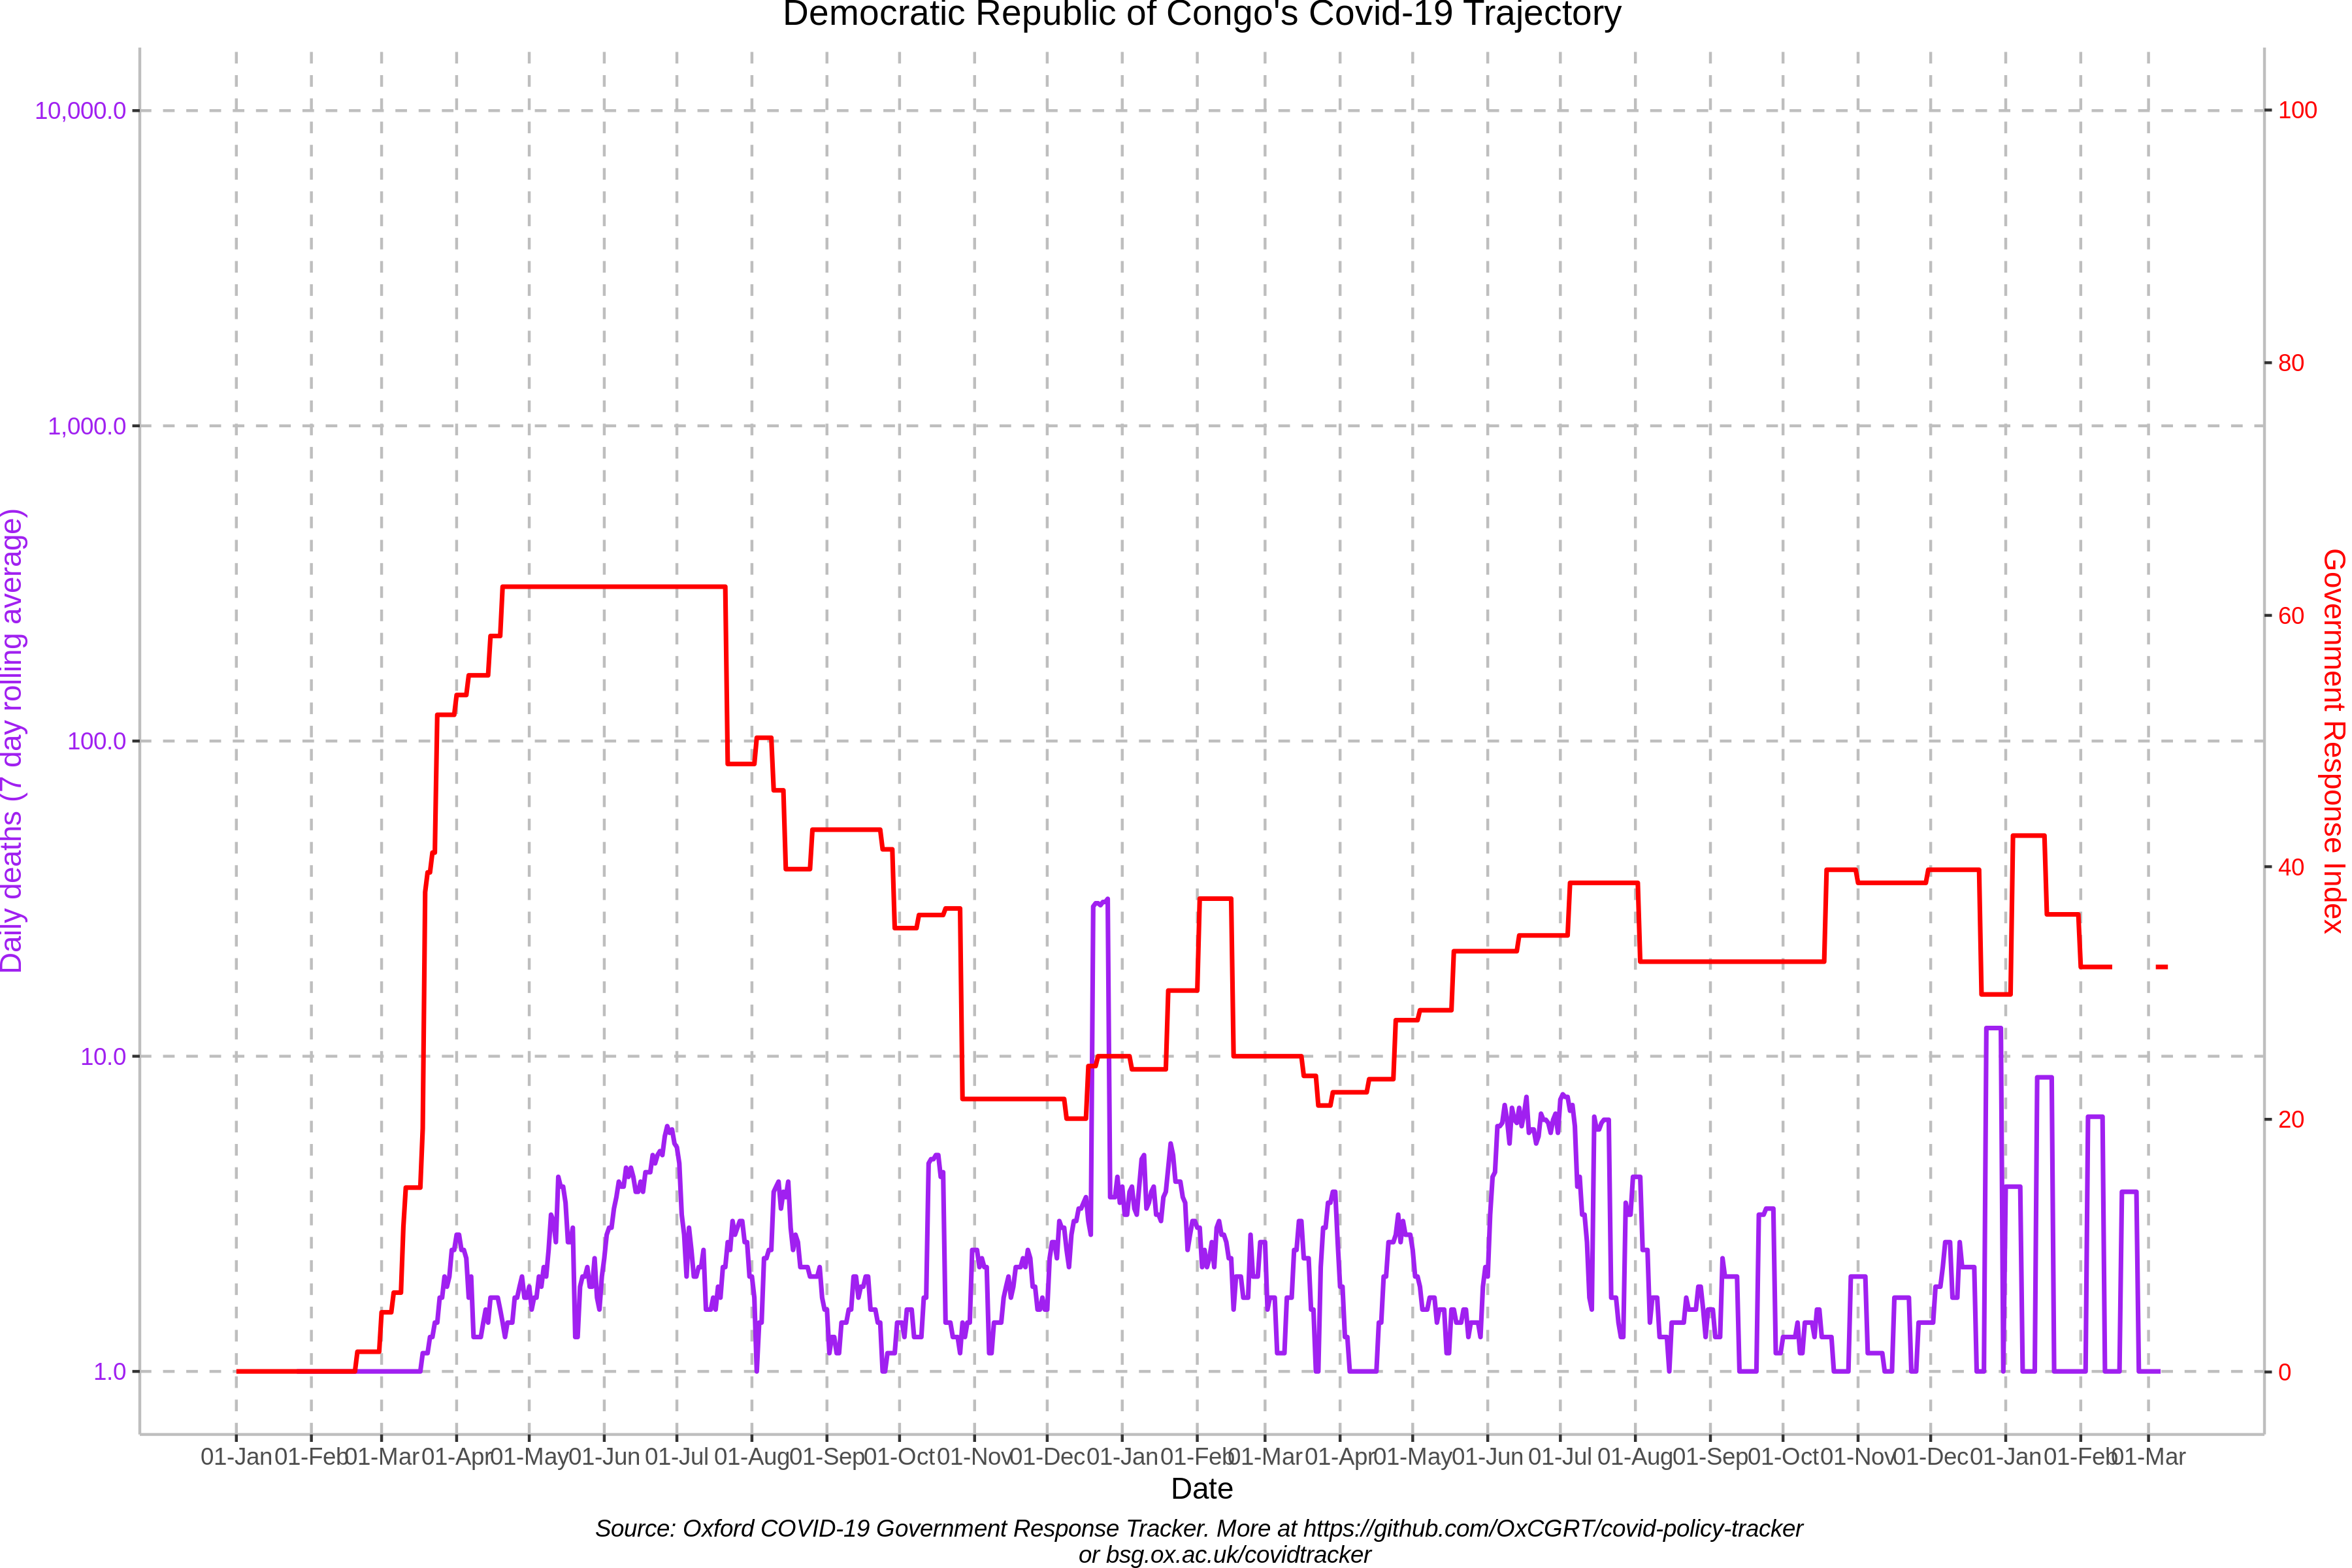 Democratic Republic of Congo's Covid-19 Trajectory
10,000.0
1,000.0
100.0
10.0
1.0
Daily deaths (7 day rolling average)
100
80
60
40
20
0
Government Response Index
01-Jan 01-Feb 01-Mar 01-Apr 01-May 01-Jun 01-Jul 01-Aug 01-Sep 01-Oct 01-Nov 01-Dec 01-Jan 01-Feb 01-Mar 01-Apr 01-May 01-Jun 01-Jul 01-Aug 01-Sep 01-Oct 01-Nov 01-Dec 01-Jan 01-Feb 01-Mar
Date
Source: Oxford COVID-19 Government Response Tracker. More at https://github.com/OxCGRT/covid-policy-tracker
or bsg.ox.ac.uk/covidtracker